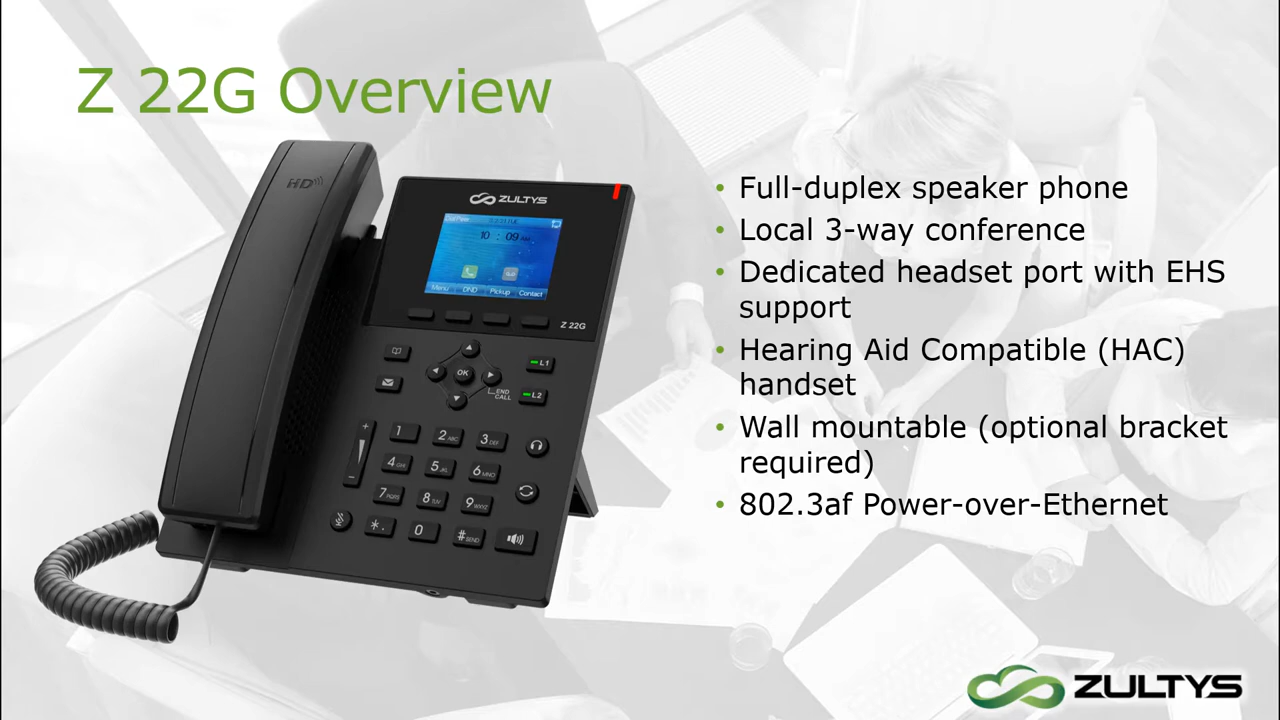 Z 22G Overview
HD
ZULTYS
10 : 09 AM
Menu DND Pickup Contact
Z 22G
L1
OK
END CALL
L2
+
1
2 ABC
3 DEF
4 GHI
5 JKL
6 MNO
−
7 PQRS
8 TUV
9 WXYZ
*.
0
# SEND
• Full-duplex speaker phone
• Local 3-way conference
• Dedicated headset port with EHS
support
• Hearing Aid Compatible (HAC)
handset
• Wall mountable (optional bracket
required)
• 802.3af Power-over-Ethernet
ZULTYS